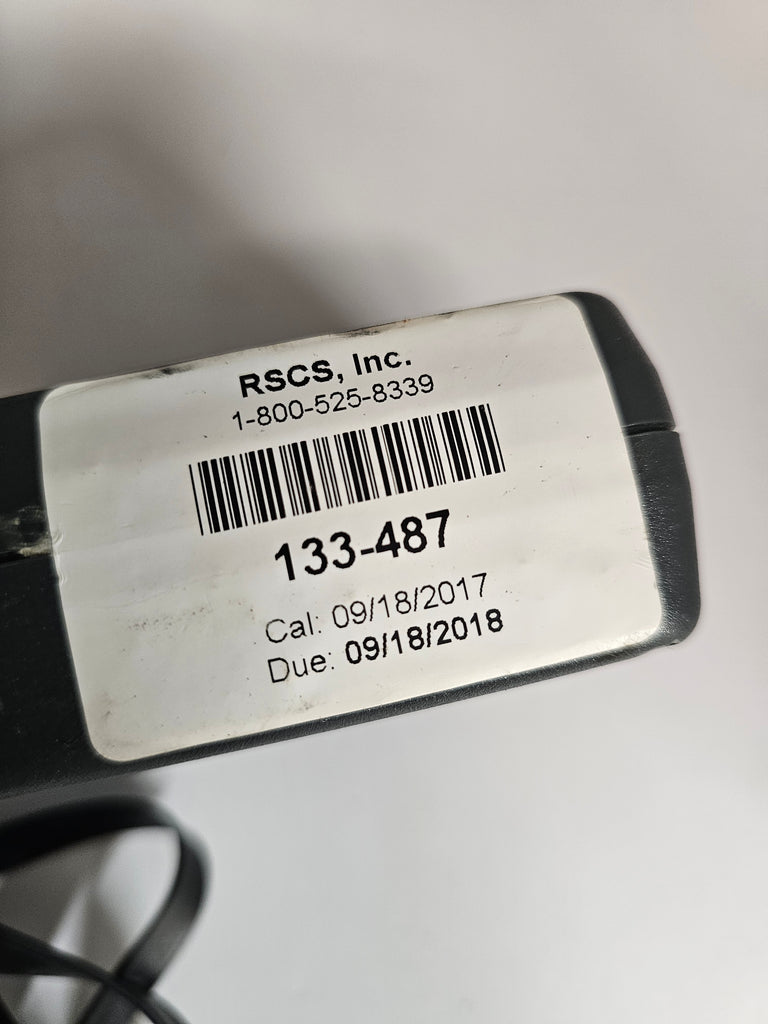 RSCS, Inc.
1-800-525-8339
133-487
Cal: 09/18/2017
Due: 09/18/2018